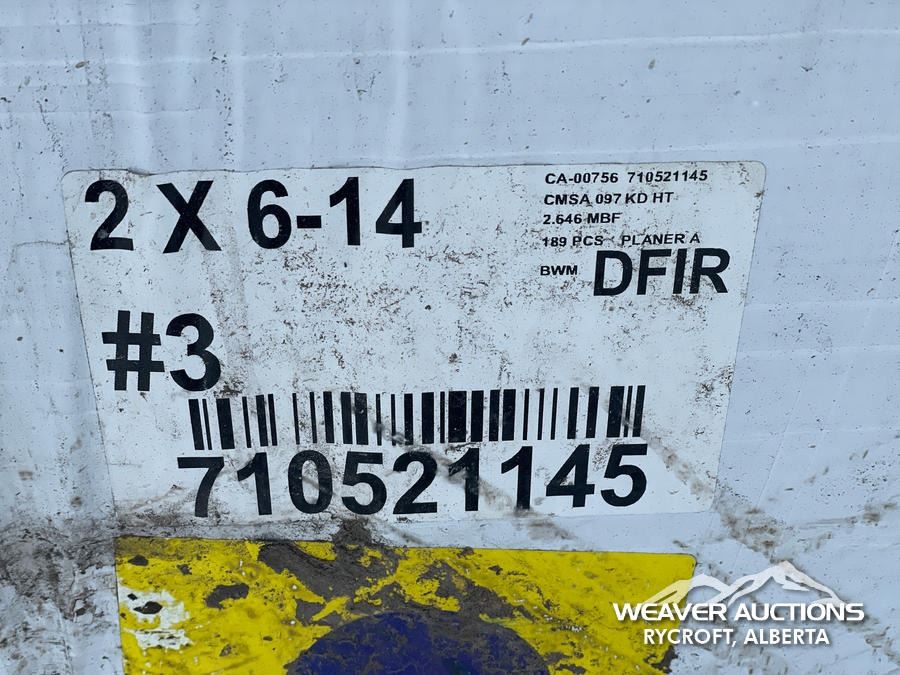 2 X 6-14
CA-00756 710521145
CMSA 097 KD HT
2.646 MBF
189 PCS PLANER A
BWM DFIR
#3
710521145
WEAVER AUCTIONS
RYCROFT, ALBERTA